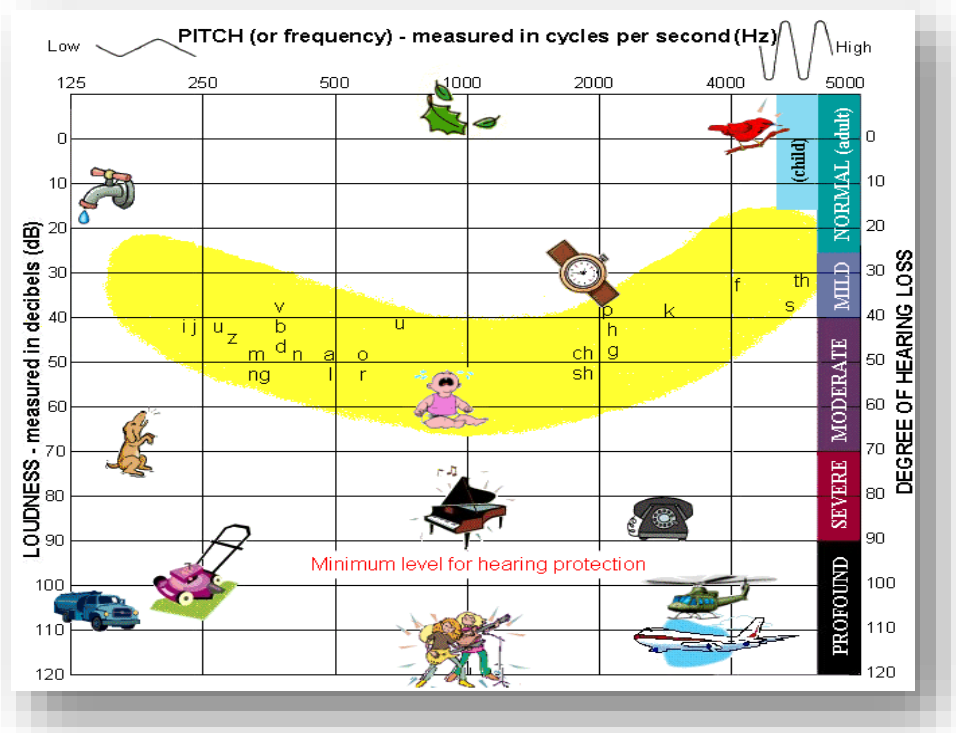 PITCH (or frequency) - measured in cycles per second (Hz)
Low
High
125 250 500 1000 2000 4000 5000
0 0
10 10
20 20
30 30
40 40
50 50
60 60
70 70
80 80
90 90
100 100
110 110
120 120
LOUDNESS - measured in decibels (dB)
DEGREE OF HEARING LOSS
(child)
NORMAL (adult)
MILD
MODERATE
SEVERE
PROFOUND
f th
v p k s
i j u b u h
z
m d n a o ch g
ng l r sh
Minimum level for hearing protection